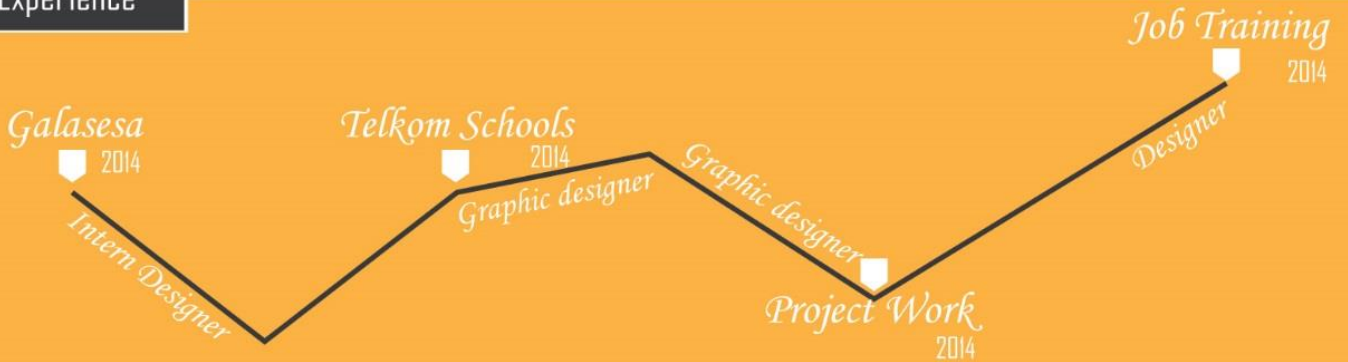 Experience
Galasesa
2014
Intern Designer
Telkom Schools
2014
Graphic designer
Graphic designer
Project Work
2014
Job Training
2014
Designer